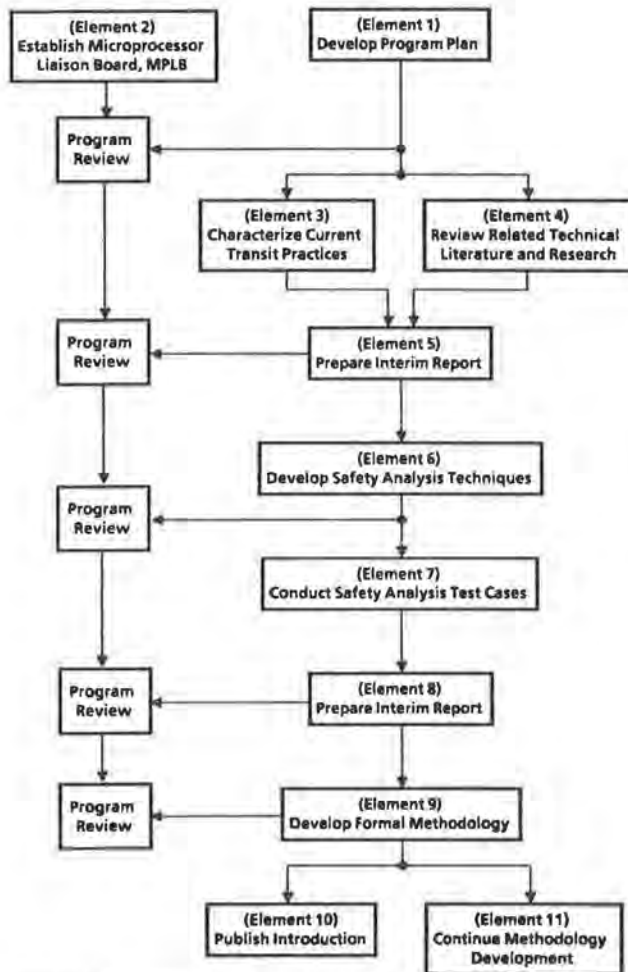 (Element 2)
Establish Microprocessor
Liaison Board, MPLB
(Element 1)
Develop Program Plan
Program
Review
(Element 3)
Characterize Current
Transit Practices
(Element 4)
Review Related Technical
Literature and Research
Program
Review
(Element 5)
Prepare Interim Report
(Element 6)
Develop Safety Analysis Techniques
Program
Review
(Element 7)
Conduct Safety Analysis Test Cases
Program
Review
(Element 8)
Prepare Interim Report
Program
Review
(Element 9)
Develop Formal Methodology
(Element 10)
Publish Introduction
(Element 11)
Continue Methodology
Development